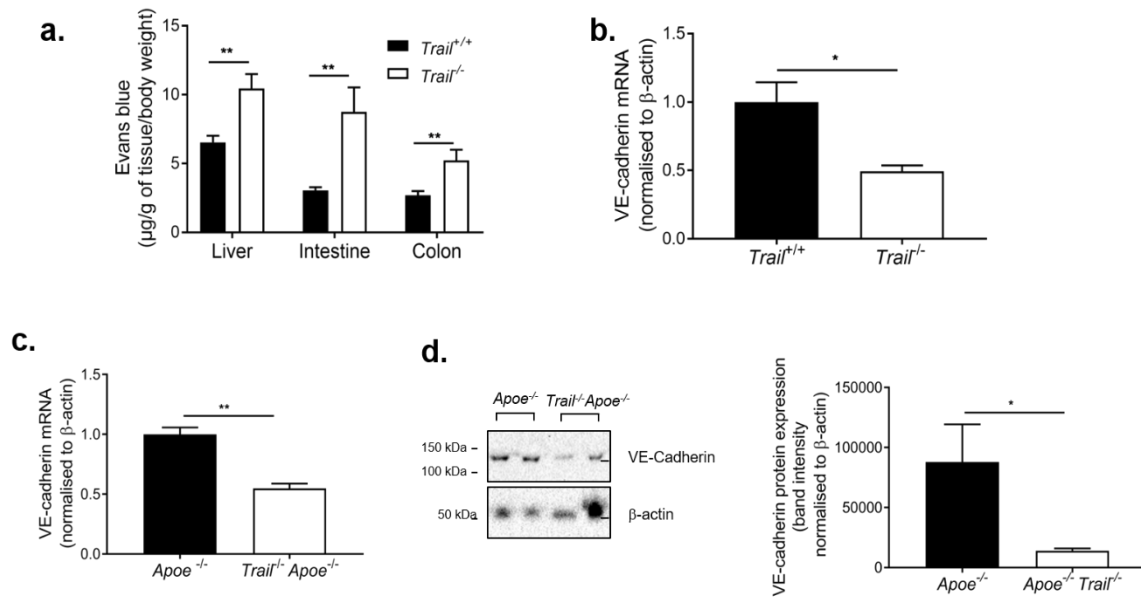 a.
Evans blue
(µg/g of tissue/body weight)
15
10
5
0
**
**
**
Trail+/+
Trail-/-
Liver Intestine Colon
b.
VE-cadherin mRNA
(normalised to β-actin)
1.5
1.0
0.5
0.0
*
Trail+/+ Trail-/-
c.
VE-cadherin mRNA
(normalised to β-actin)
1.5
1.0
0.5
0.0
**
Apoe -/- Trail-/- Apoe-/-
d.
Apoe-/- Trail-/-Apoe-/-
150 kDa
100 kDa
VE-Cadherin
50 kDa
β-actin
VE-cadherin protein expression
(band intensity
normalised to β-actin)
150000
100000
50000
0
*
Apoe-/- Apoe-/- Trail-/-